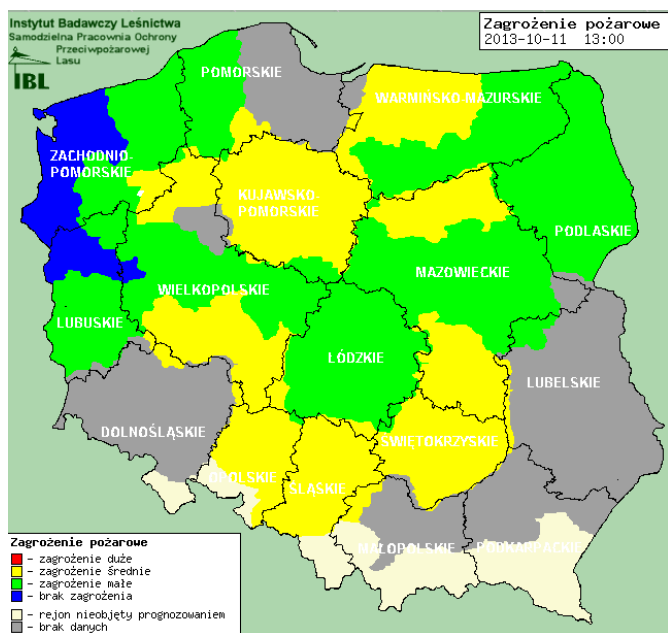 Instytut Badawczy Leśnictwa
Samodzielna Pracownia Ochrony
Przeciwpożarowej
Lasu
IBL
Zagrożenie pożarowe
2013-10-11 13:00
POMORSKIE
WARMIŃSKO-MAZURSKIE
ZACHODNIO-
POMORSKIE
KUJAWSKO-
POMORSKIE
PODLASKIE
MAZOWIECKIE
WIELKOPOLSKIE
LUBUSKIE
ŁÓDZKIE
LUBELSKIE
DOLNOŚLĄSKIE
ŚWIĘTOKRZYSKIE
OPOLSKIE
ŚLĄSKIE
MAŁOPOLSKIE
PODKARPACKIE
Zagrożenie pożarowe
- zagrożenie duże
- zagrożenie średnie
- zagrożenie małe
- brak zagrożenia
- rejon nieobjęty prognozowaniem
- brak danych